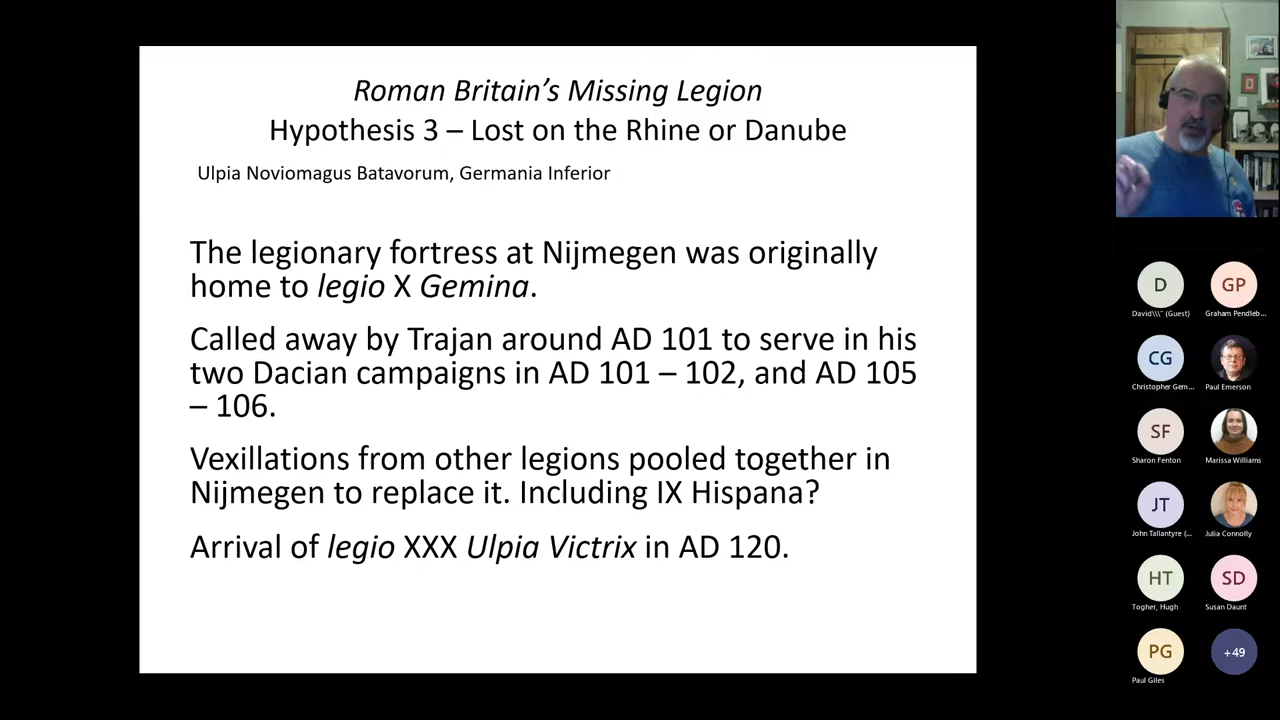 Roman Britain's Missing Legion
Hypothesis 3 – Lost on the Rhine or Danube
Ulpia Noviomagus Batavorum, Germania Inferior
The legionary fortress at Nijmegen was originally
home to legio X Gemina.
Called away by Trajan around AD 101 to serve in his
two Dacian campaigns in AD 101 – 102, and AD 105
– 106.
Vexillations from other legions pooled together in
Nijmegen to replace it. Including IX Hispana?
Arrival of legio XXX Ulpia Victrix in AD 120.
D
David\\\" (Guest)
GP
Graham Pendleb...
CG
Christopher Gem...
Paul Emerson
SF
Sharon Fenton
Marissa Williams
JT
John Tallantyre (...
Julia Connolly
HT
Togher, Hugh
SD
Susan Daunt
PG
Paul Giles
+49